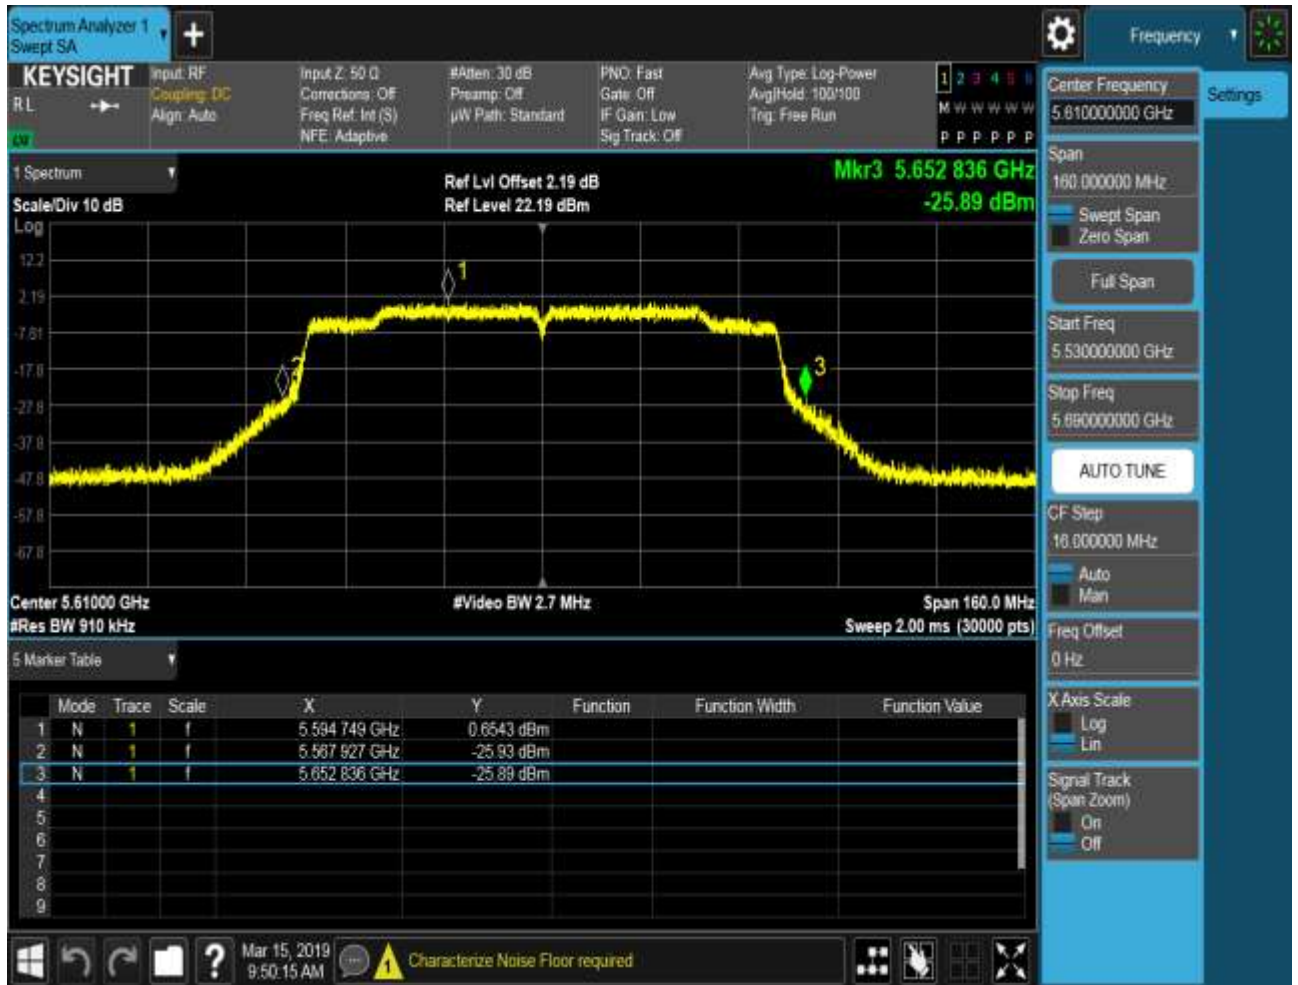 Spectrum Analyzer 1
Swept SA
Frequency
KEYSIGHT
R L
Input: RF
Coupling: DC
Align: Auto
Input Z: 50 Ω
Corrections: Off
Freq Ref: Int (S)
NFE: Adaptive
#Atten: 30 dB
Preamp: Off
µW Path: Standard
PNO: Fast
Gate: Off
IF Gain: Low
Sig Track: Off
Avg Type: Log-Power
Avg|Hold: 100/100
Trig: Free Run
1 2 3 4 5 6
M W W W W W
P P P P P P
1 Spectrum
Scale/Div 10 dB
Ref Lvl Offset 2.19 dB
Ref Level 22.19 dBm
Mkr3 5.652 836 GHz
-25.89 dBm
Log
12.2
2.19
-7.81
-17.8
-27.8
-37.8
-47.8
-57.8
-67.8
1
2
3
Center 5.61000 GHz
#Res BW 910 kHz
#Video BW 2.7 MHz
Span 160.0 MHz
Sweep 2.00 ms (30000 pts)
5 Marker Table
Mode Trace Scale X Y Function Function Width Function Value
1 N 1 f 5.594 749 GHz 0.6543 dBm
2 N 1 f 5.567 927 GHz -25.93 dBm
3 N 1 f 5.652 836 GHz -25.89 dBm
4
5
6
7
8
9
Mar 15, 2019
9:50:15 AM
?
1
Characterize Noise Floor required
Center Frequency
5.610000000 GHz
Settings
Span
160.000000 MHz
Swept Span
Zero Span
Full Span
Start Freq
5.530000000 GHz
Stop Freq
5.690000000 GHz
AUTO TUNE
CF Step
16.000000 MHz
Auto
Man
Freq Offset
0 Hz
X Axis Scale
Log
Lin
Signal Track
(Span Zoom)
On
Off